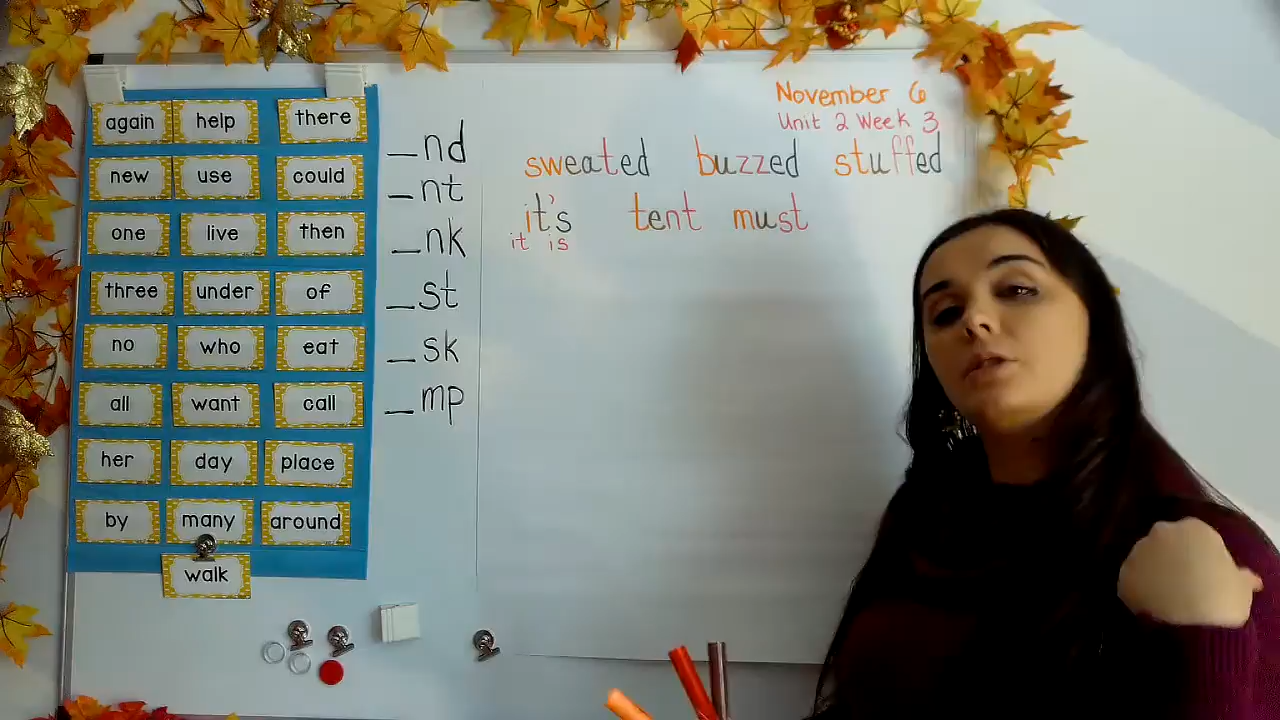 November 6
Unit 2 Week 3
again help there
new use could
one live then
three under of
no who eat
all want call
her day place
by many around
walk
_nd
_nt
_nk
_st
_sk
_mp
sweated buzzed stuffed
it's tent must
it is